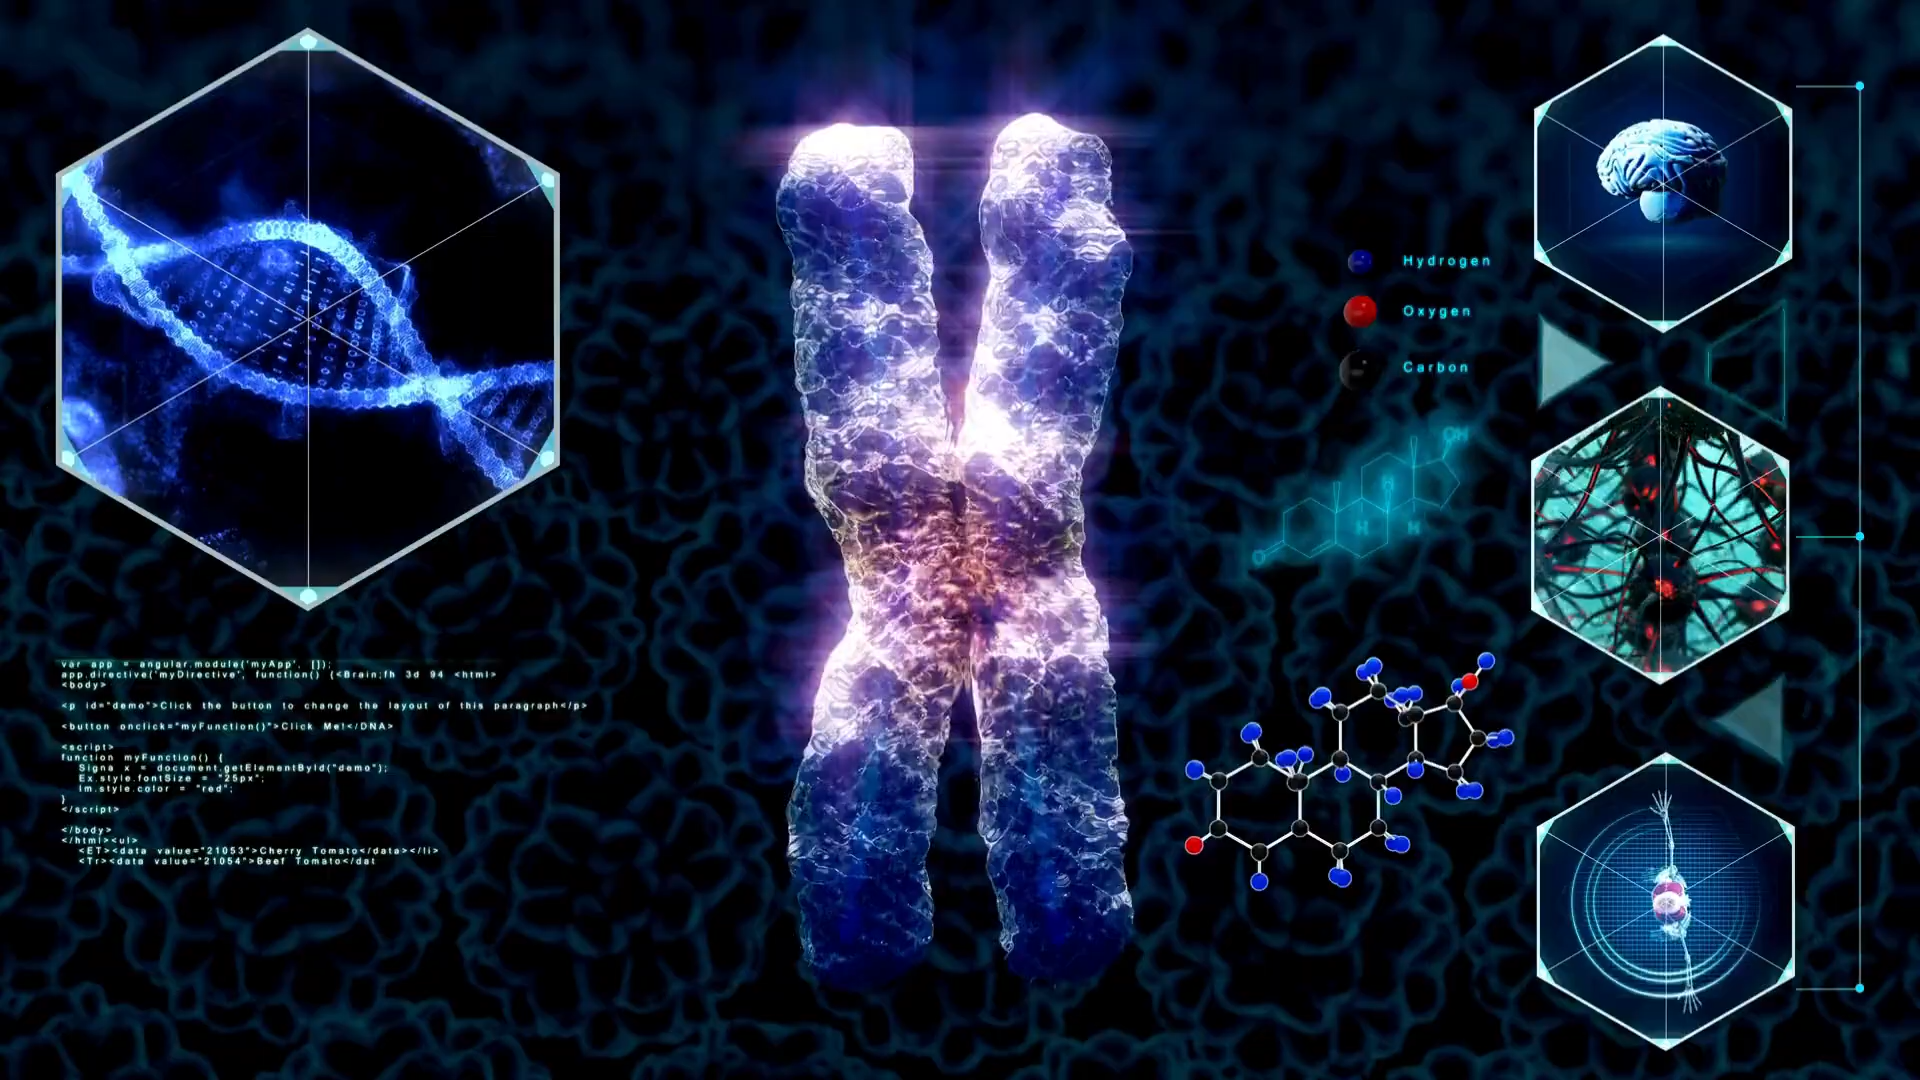 Hydrogen
Oxygen
Carbon
OH
H
H
H
O
var app = angular.module('myApp', []);
app.directive('myDirective', function() {<Brain;fh 3d 94 <html>
<body>
<p id="demo">Click the button to change the layout of this paragraph</p>
<button onclick="myFunction()">Click Me!</DNA>
<script>
function myFunction() {
Signa x = document.getElementById("demo");
Ex.style.fontSize = "25px";
Im.style.color = "red";
}
</script>
</body>
</html><ul>
<ET><data value="21053">Cherry Tomato</data></li>
<Tr><data value="21054">Beef Tomato</dat